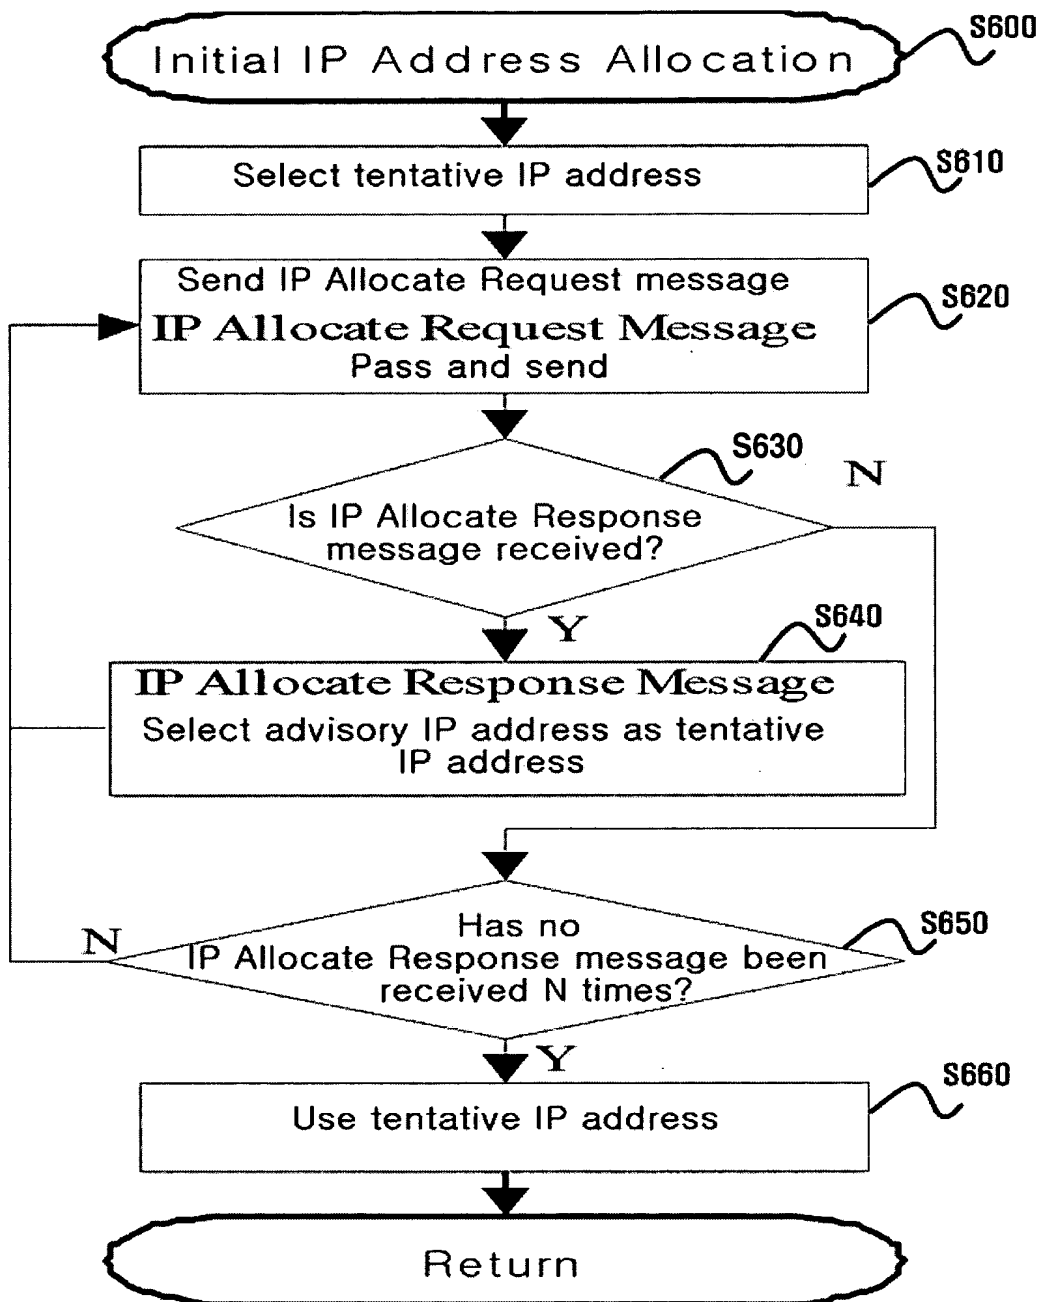 Initial IP Address Allocation
S600
Select tentative IP address
S610
Send IP Allocate Request message
IP Allocate Request Message
Pass and send
S620
S630
N
Is IP Allocate Response
message received?
Y
S640
IP Allocate Response Message
Select advisory IP address as tentative
IP address
N
Has no
IP Allocate Response message been
received N times?
S650
Y
S660
Use tentative IP address
Return